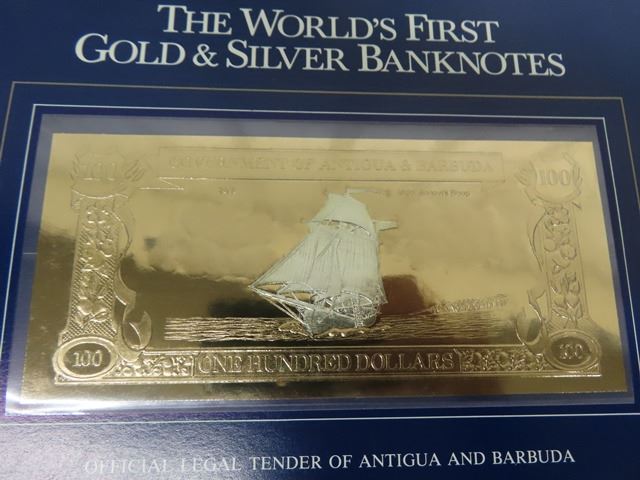 THE WORLD'S FIRST
GOLD & SILVER BANKNOTES
GOVERNMENT OF ANTIGUA & BARBUDA
100
100
100
ONE HUNDRED DOLLARS
100
OFFICIAL LEGAL TENDER OF ANTIGUA AND BARBUDA